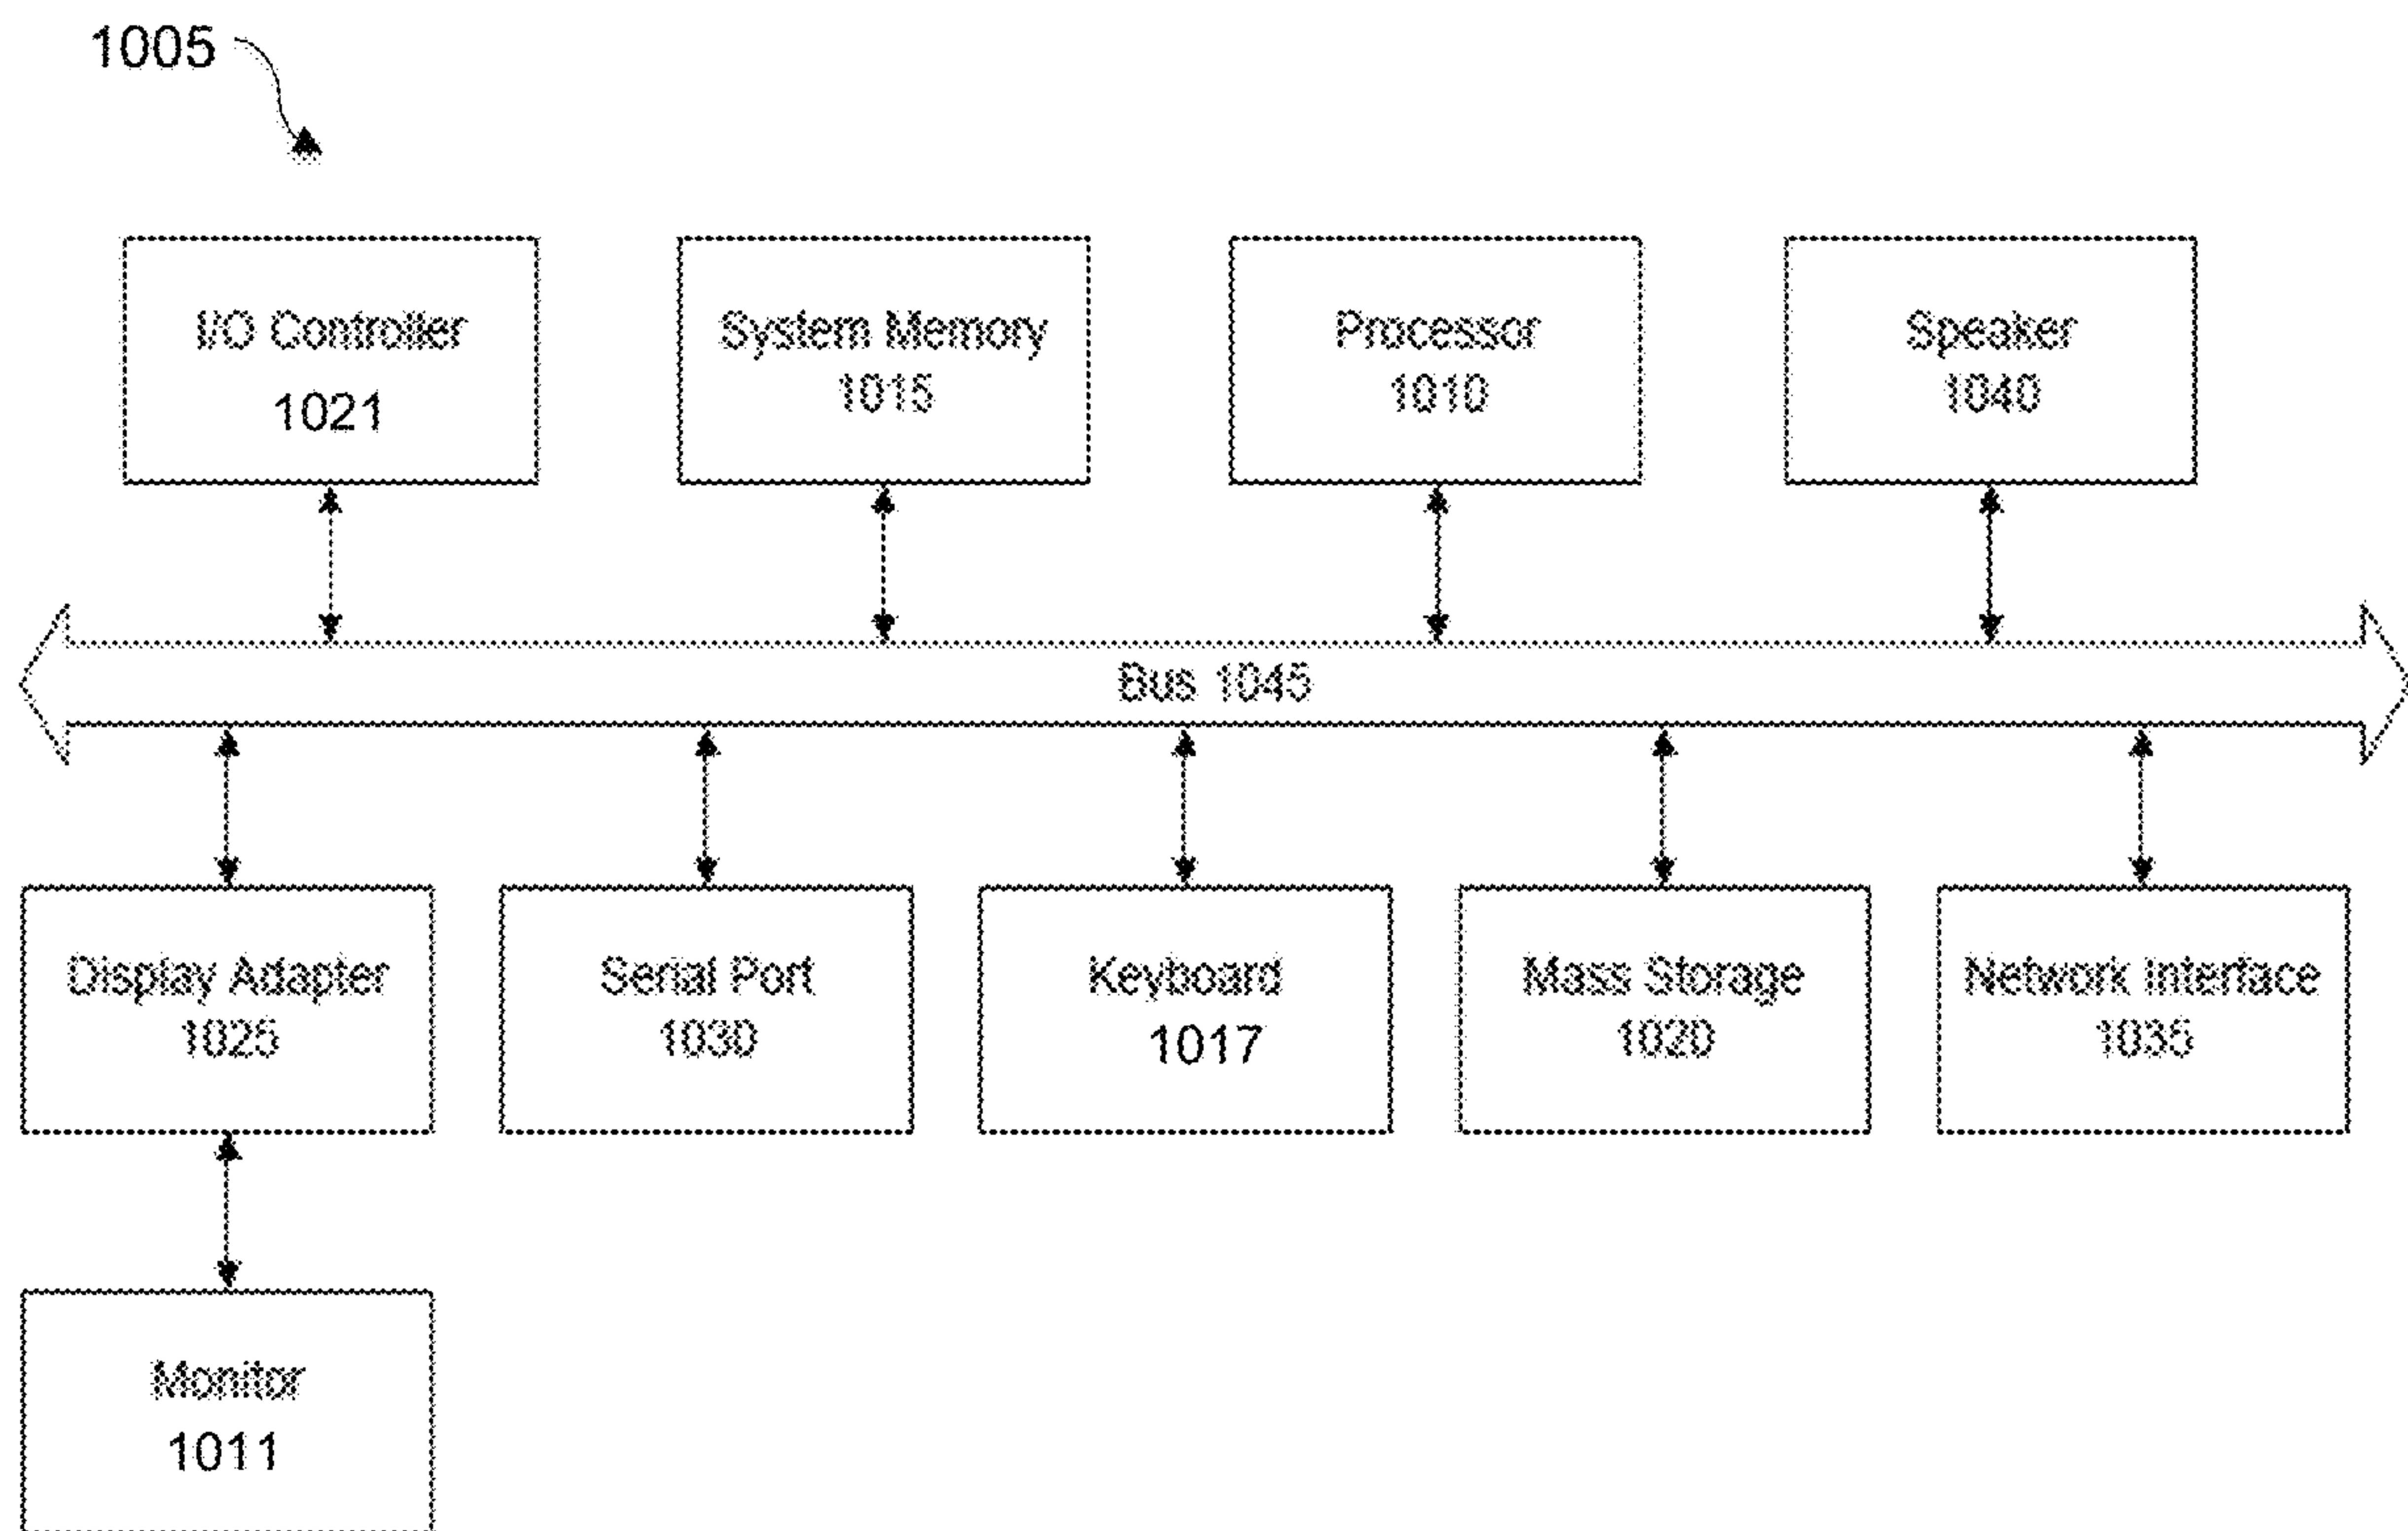 1005
I/O Controller
1021
System Memory
1015
Processor
1010
Speaker
1040
Bus 1045
Display Adapter
1025
Serial Port
1030
Keyboard
1017
Mass Storage
1020
Network Interface
1035
Monitor
1011